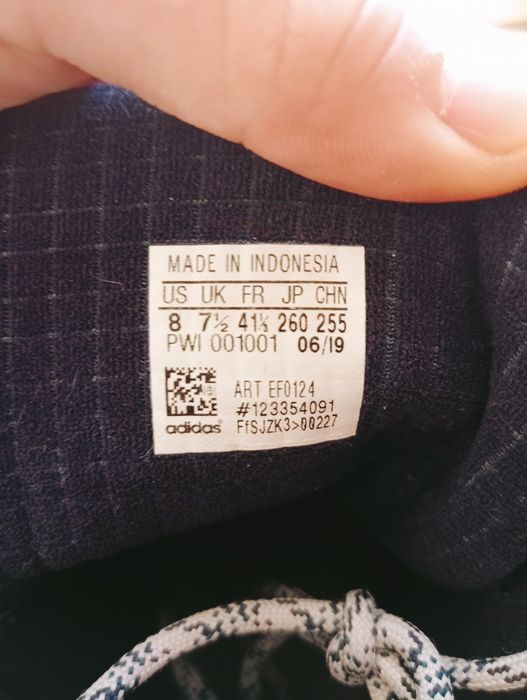 MADE IN INDONESIA
US UK FR JP CHN
8 7½ 41⅓ 260 255
PWI 001001 06/19
ART EF0124
#123354091
adidas FfSJZK3>00227